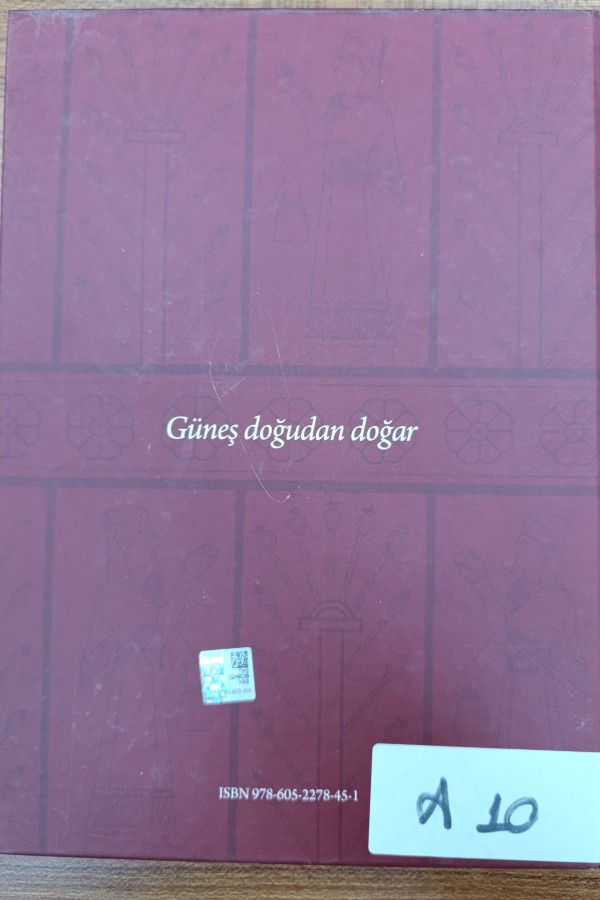 Güneş doğudan doğar
ISBN 978-605-2278-45-1
A 10